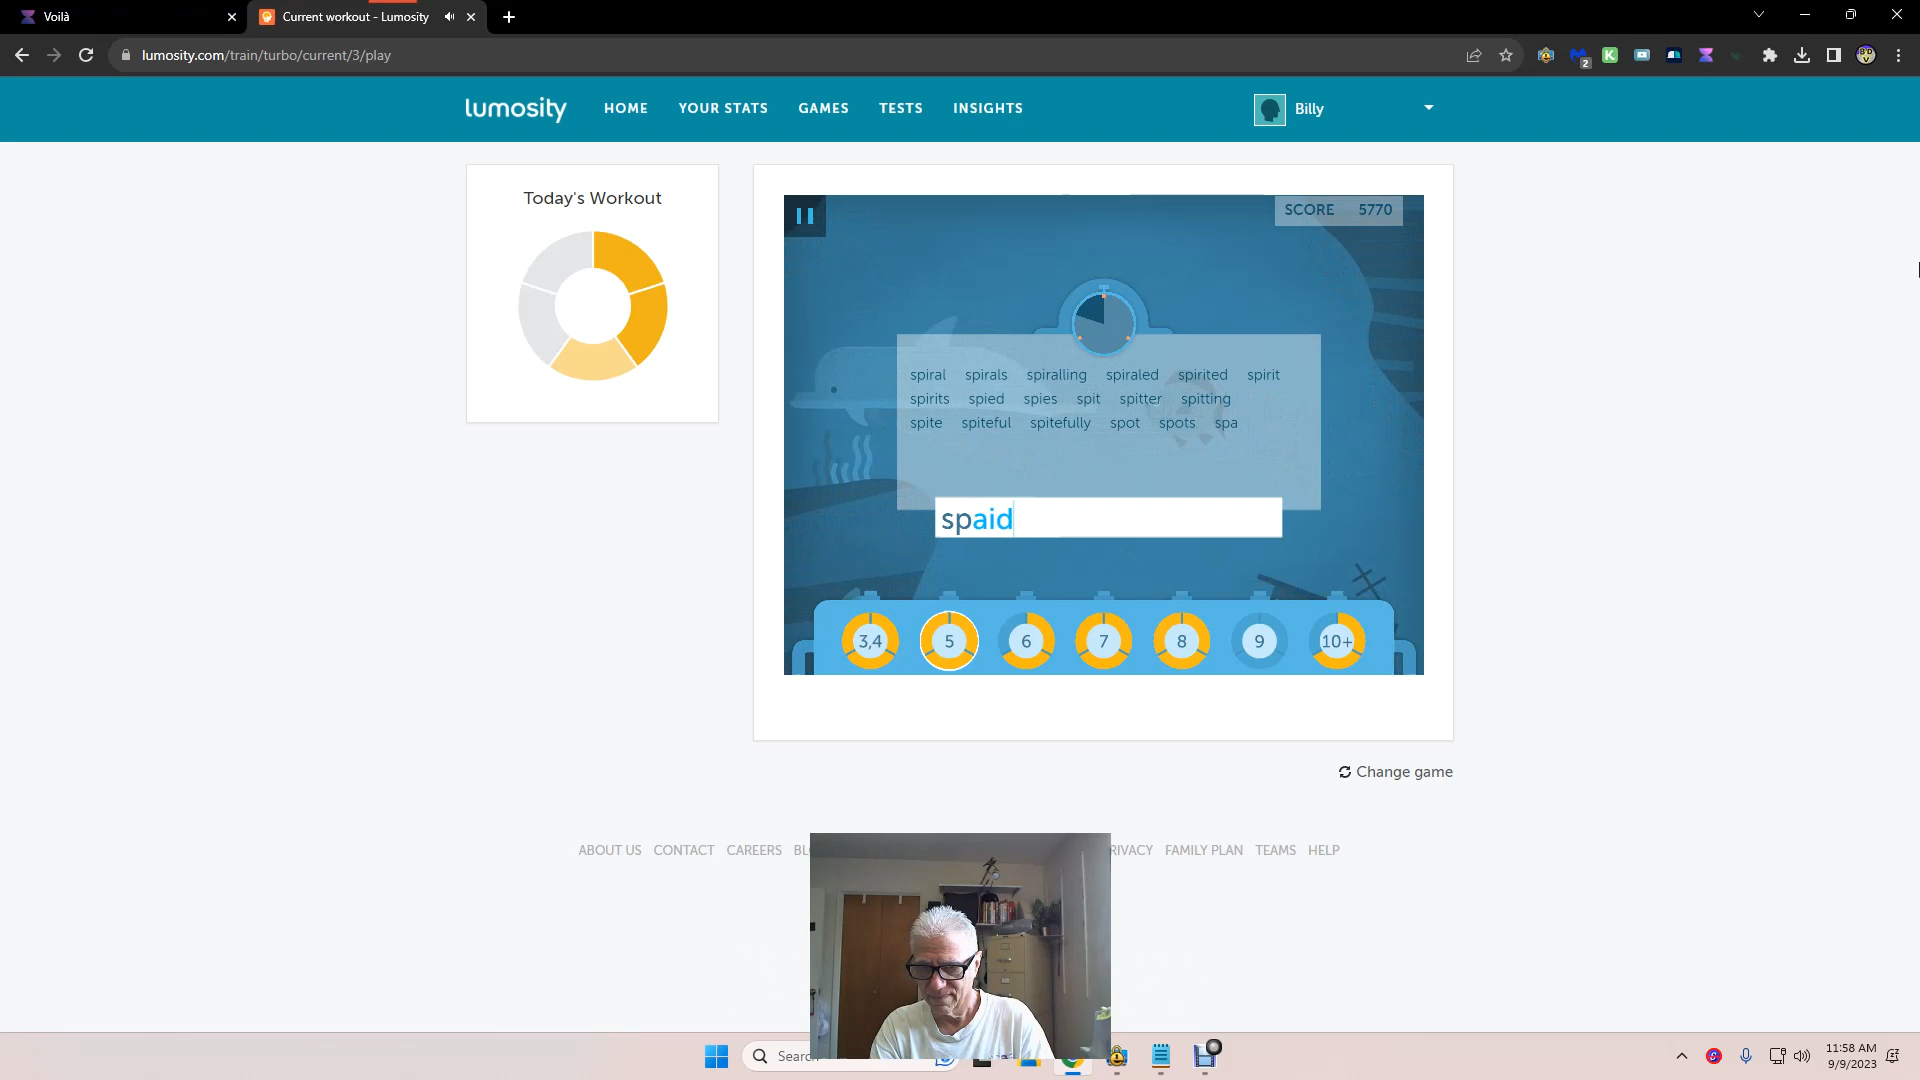 Voilà
Current workout - Lumosity
lumosity.com/train/turbo/current/3/play
2
lumosity
HOME
YOUR STATS
GAMES
TESTS
INSIGHTS
Billy
Today's Workout
SCORE 5770
spiral spirals spiralling spiraled spirited spirit
spirits spied spies spit spitter spitting
spite spiteful spitefully spot spots spa
spaid
3,4 5 6 7 8 9 10+
Change game
ABOUT US CONTACT CAREERS FAMILY PLAN TEAMS HELP
11:58 AM
9/9/2023